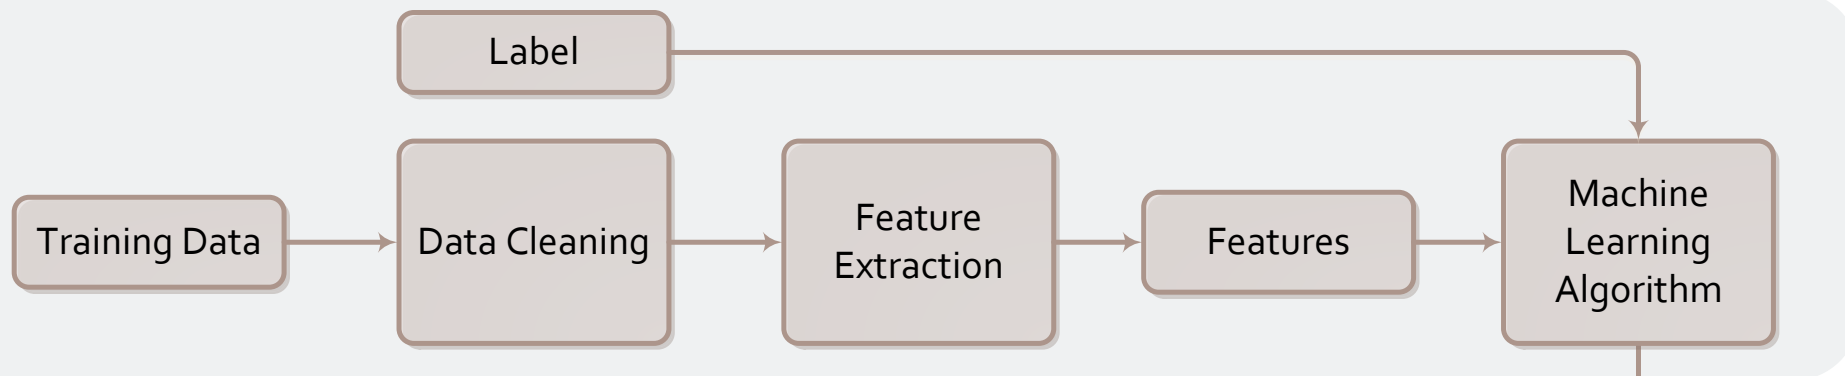 Label
Training Data
Data Cleaning
Feature
Extraction
Features
Machine
Learning
Algorithm